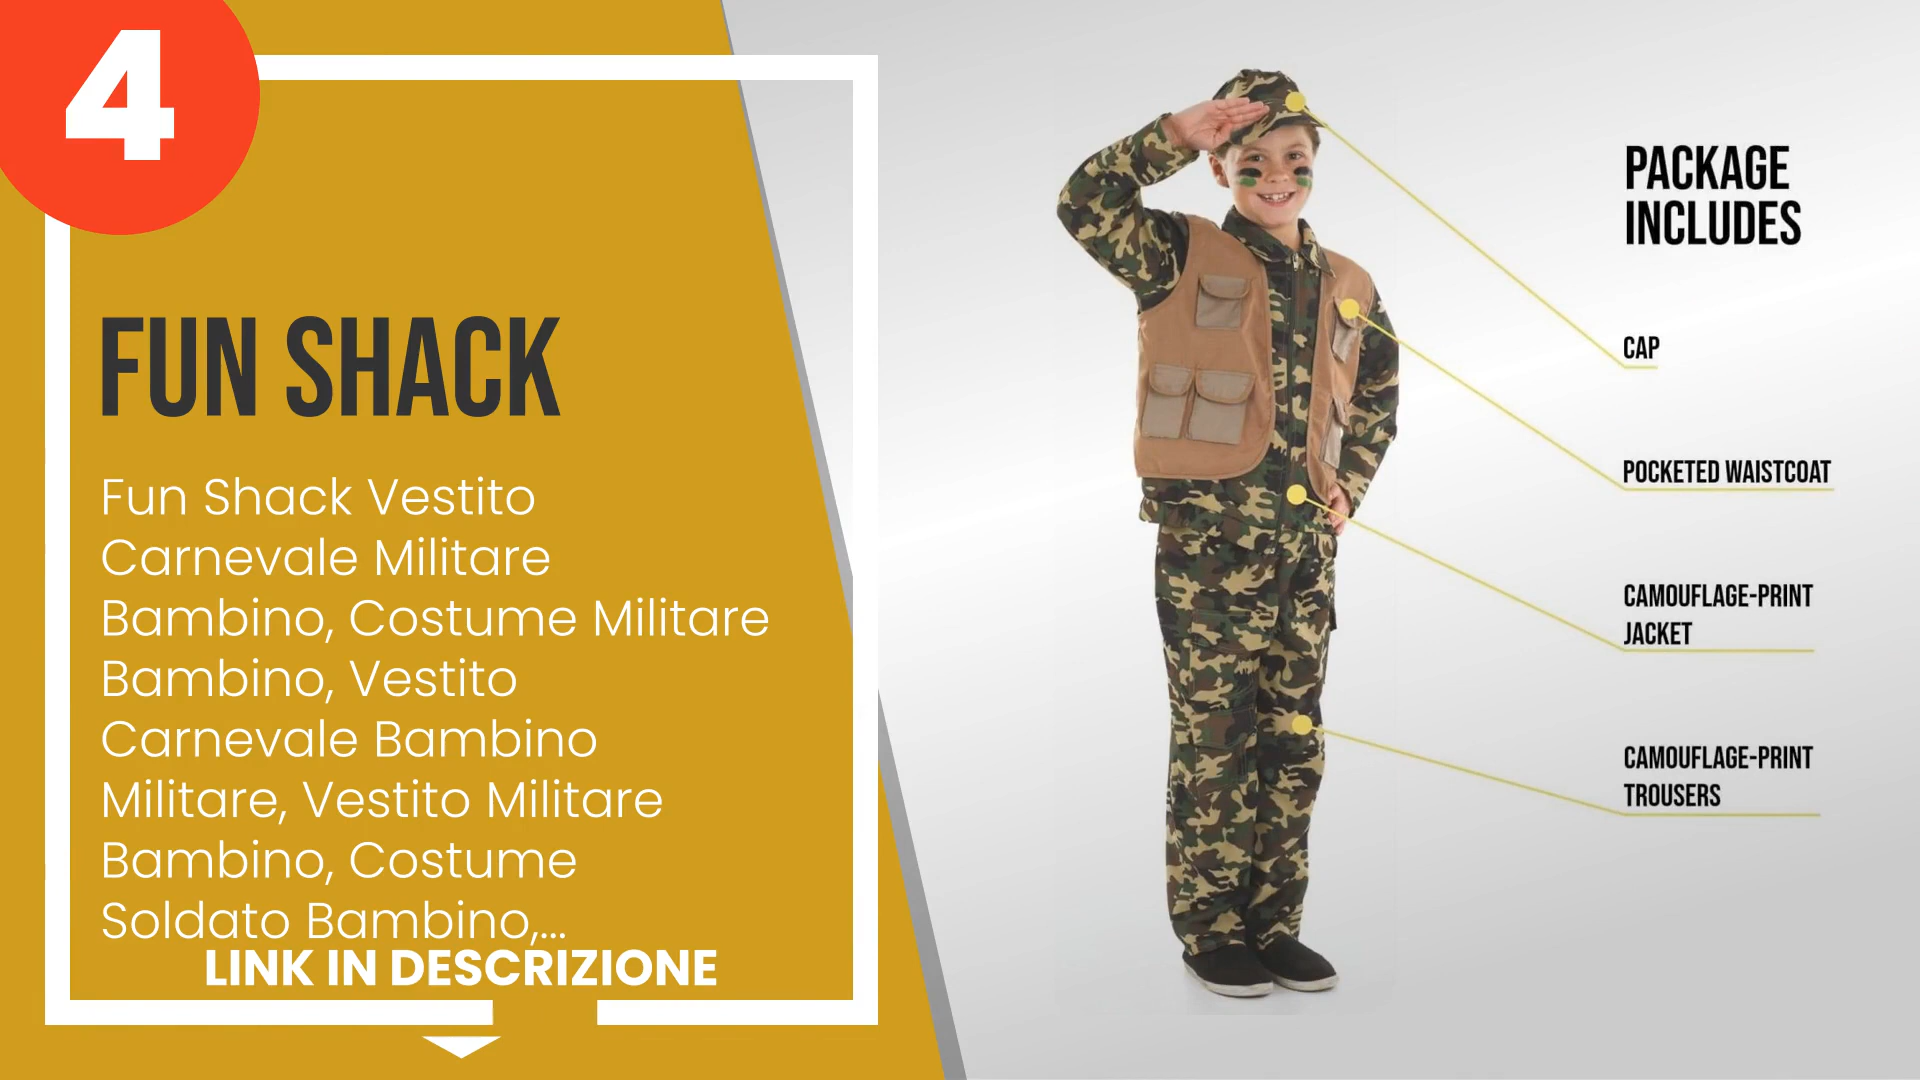 4
FUN SHACK
Fun Shack Vestito
Carnevale Militare
Bambino, Costume Militare
Bambino, Vestito
Carnevale Bambino
Militare, Vestito Militare
Bambino, Costume
Soldato Bambino,...
LINK IN DESCRIZIONE
PACKAGE
INCLUDES
CAP
POCKETED WAISTCOAT
CAMOUFLAGE-PRINT
JACKET
CAMOUFLAGE-PRINT
TROUSERS